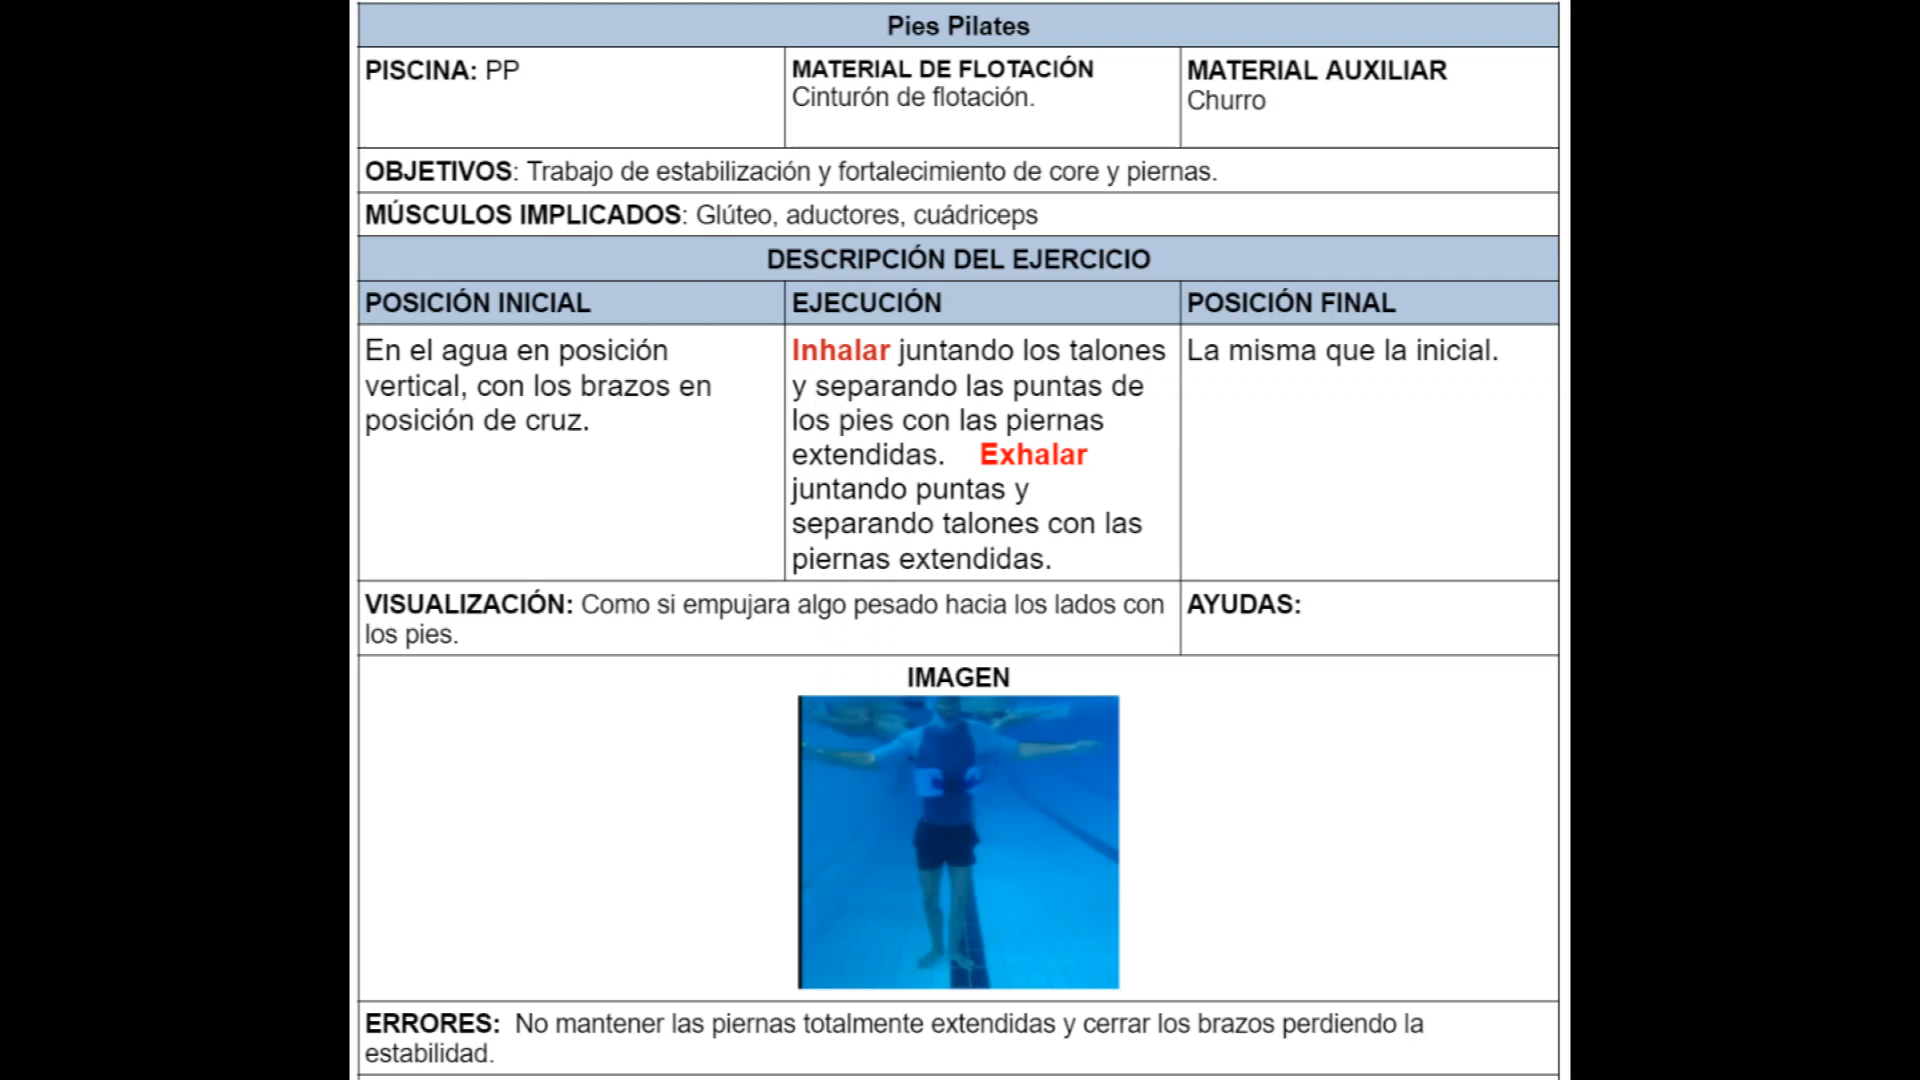 Pies Pilates
PISCINA: PP
MATERIAL DE FLOTACIÓN
Cinturón de flotación.
MATERIAL AUXILIAR
Churro
OBJETIVOS: Trabajo de estabilización y fortalecimiento de core y piernas.
MÚSCULOS IMPLICADOS: Glúteo, aductores, cuádriceps
DESCRIPCIÓN DEL EJERCICIO
POSICIÓN INICIAL
EJECUCIÓN
POSICIÓN FINAL
En el agua en posición
vertical, con los brazos en
posición de cruz.
Inhalar juntando los talones
y separando las puntas de
los pies con las piernas
extendidas. Exhalar
juntando puntas y
separando talones con las
piernas extendidas.
La misma que la inicial.
VISUALIZACIÓN: Como si empujara algo pesado hacia los lados con
los pies.
AYUDAS:
IMAGEN
ERRORES: No mantener las piernas totalmente extendidas y cerrar los brazos perdiendo la
estabilidad.